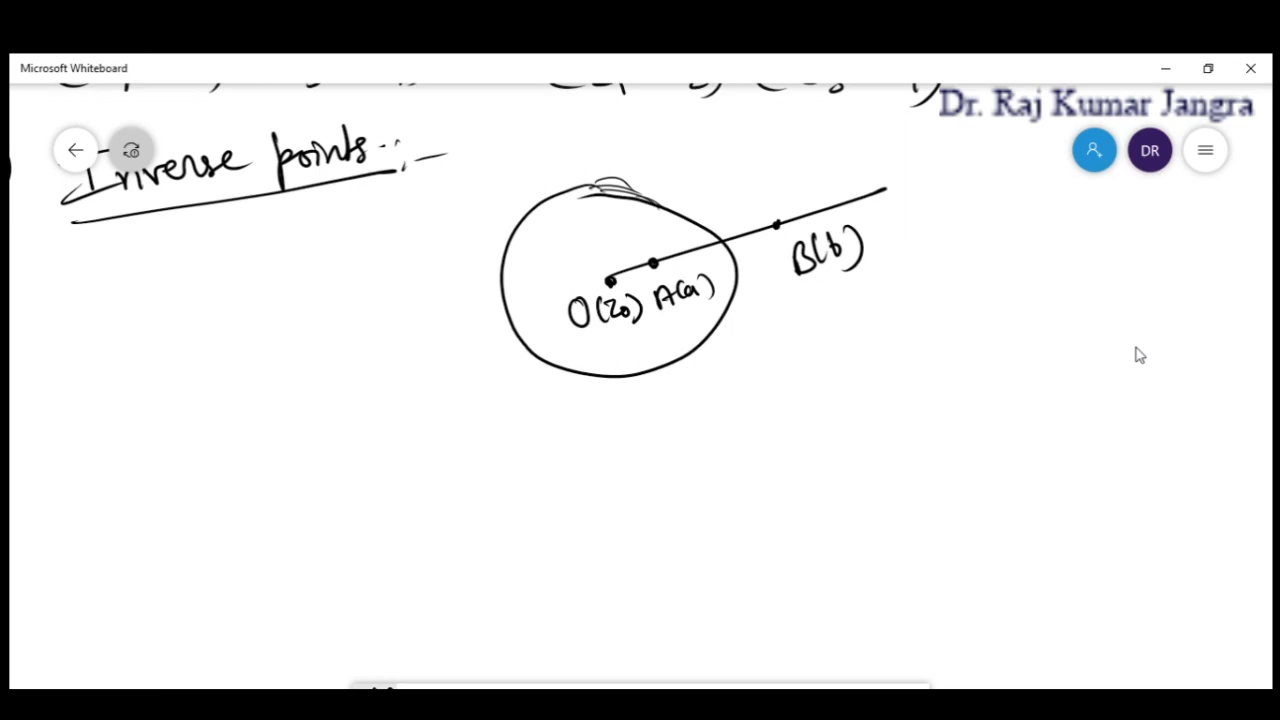 Microsoft Whiteboard
Dr. Raj Kumar Jangra
DR
Inverse points :-
B(b)
O(z0) A(a)